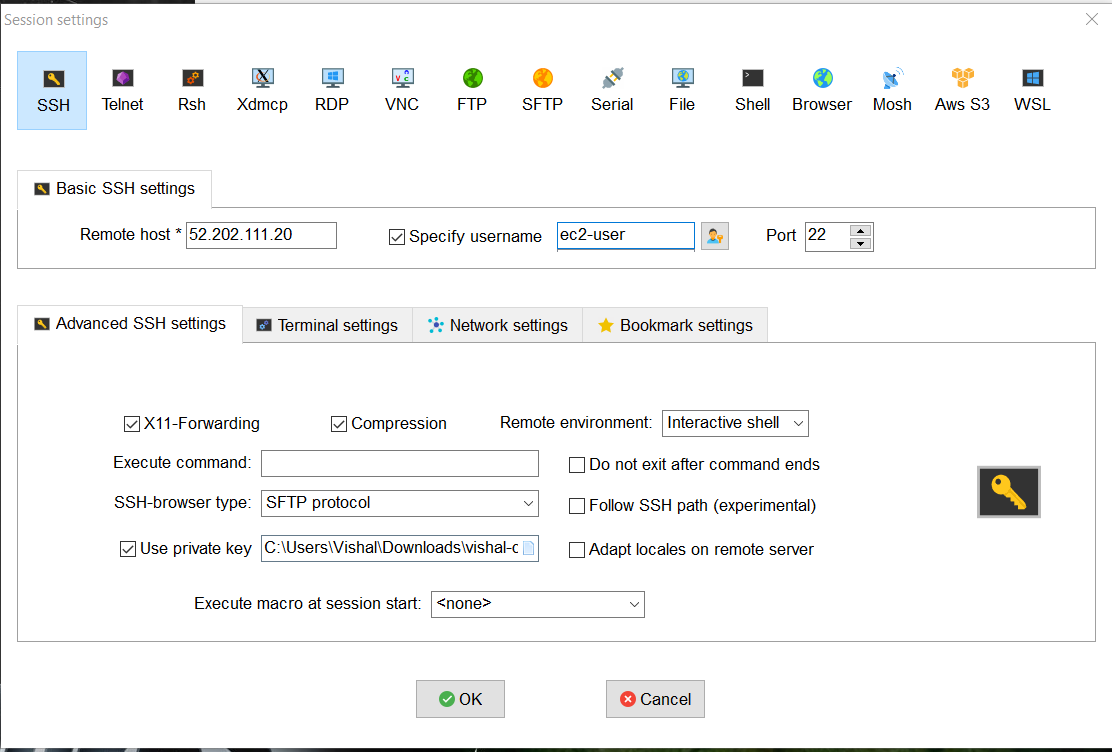 Session settings
SSH Telnet Rsh Xdmcp RDP VNC FTP SFTP Serial File Shell Browser Mosh Aws S3 WSL
Basic SSH settings
Remote host * 52.202.111.20 Specify username ec2-user Port 22
Advanced SSH settings Terminal settings Network settings Bookmark settings
X11-Forwarding Compression Remote environment: Interactive shell
Execute command: Do not exit after command ends
SSH-browser type: SFTP protocol Follow SSH path (experimental)
Use private key C:\Users\Vishal\Downloads\vishal-c Adapt locales on remote server
Execute macro at session start: <none>
OK Cancel